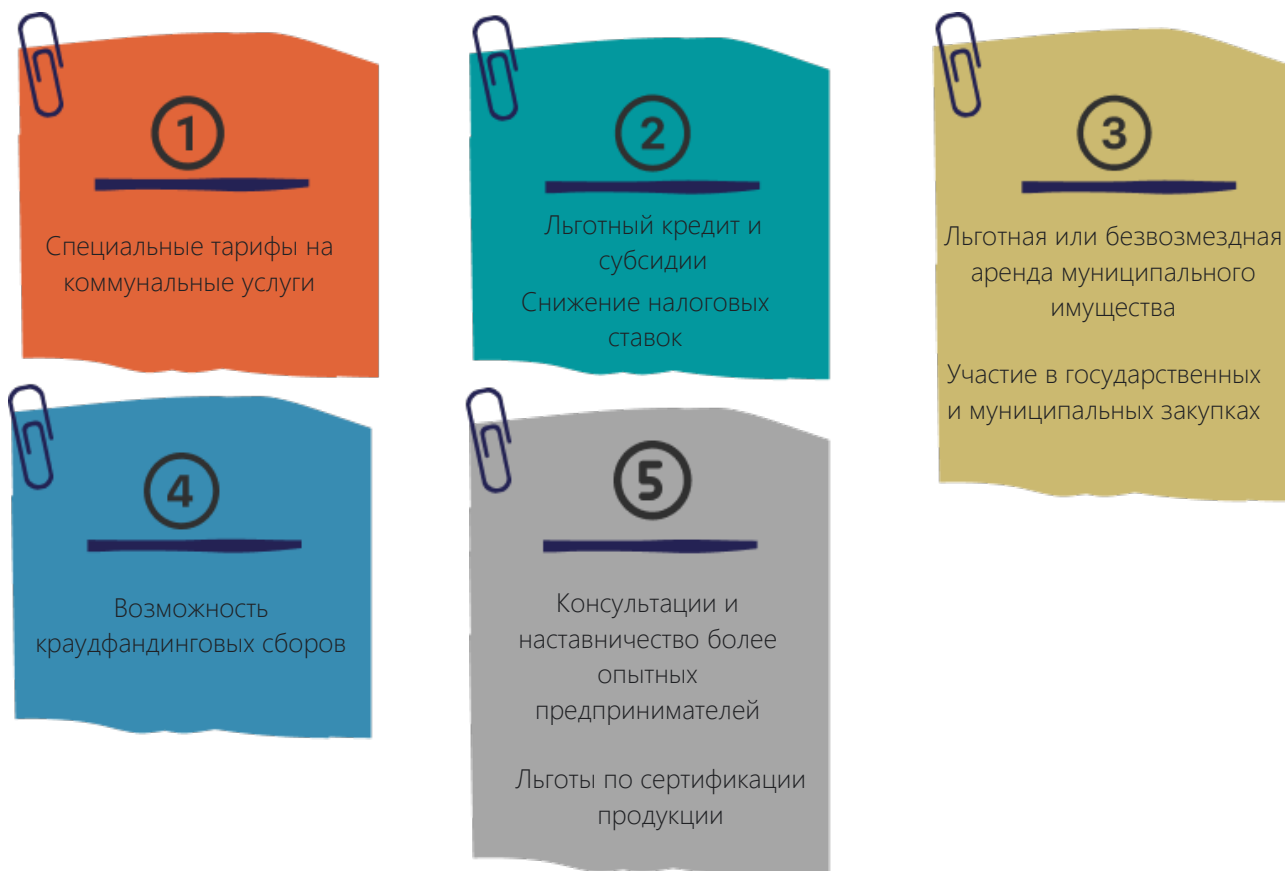 1
Специальные тарифы на
коммунальные услуги
2
Льготный кредит и
субсидии
Снижение налоговых
ставок
3
Льготная или безвозмездная
аренда муниципального
имущества
Участие в государственных
и муниципальных закупках
4
Возможность
краудфандинговых сборов
5
Консультации и
наставничество более
опытных
предпринимателей
Льготы по сертификации
продукции